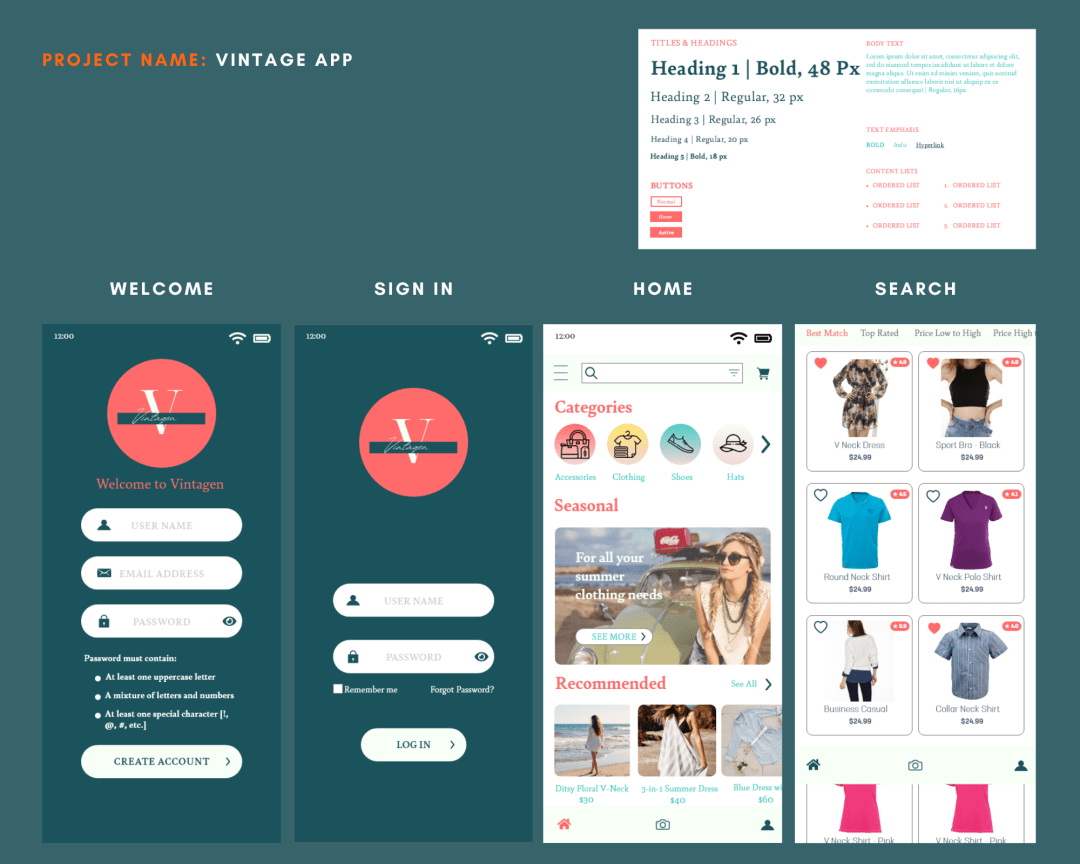 PROJECT NAME: VINTAGE APP
TITLES & HEADINGS
Heading 1 | Bold, 48 Px
Heading 2 | Regular, 32 px
Heading 3 | Regular, 26 px
Heading 4 | Regular, 20 px
Heading 5 | Bold, 18 px
BUTTONS
Normal
Hover
Active
BODY TEXT
Lorem ipsum dolor sit amet, consectetur adipiscing elit,
sed do eiusmod tempor incididunt ut labore et dolore
magna aliqua. Ut enim ad minim veniam, quis nostrud
exercitation ullamco laboris nisi ut aliquip ex ea
commodo consequat | Regular, 16px
TEXT EMPHASIS
BOLD Italic Hyperlink
CONTENT LISTS
• ORDERED LIST 1. ORDERED LIST
• ORDERED LIST 2. ORDERED LIST
• ORDERED LIST 3. ORDERED LIST
WELCOME
12:00
V
Vintagen
Welcome to Vintagen
USER NAME
EMAIL ADDRESS
PASSWORD
Password must contain:
• At least one uppercase letter
• A mixture of letters and numbers
• At least one special character [!,
@, #, etc.]
CREATE ACCOUNT >
SIGN IN
12:00
V
Vintagen
USER NAME
PASSWORD
Remember me Forgot Password?
LOG IN >
HOME
12:00
Categories
Accessories Clothing Shoes Hats
Seasonal
For all your
summer
clothing needs
Coca-Cola
SEE MORE >
Recommended See All >
Ditsy Floral V-Neck 3-in-1 Summer Dress Blue Dress wi
$30 $40 $60
SEARCH
Best Match Top Rated Price Low to High Price High
★ 4.8 ★ 4.8
V Neck Dress Sport Bra - Black
$24.99 $24.99
★ 4.5 ★ 4.1
Round Neck Shirt V Neck Polo Shirt
$24.99 $24.99
Business Casual Collar Neck Shirt
$24.99 $24.99
V Neck Shirt - Pink V Neck Shirt - Pink